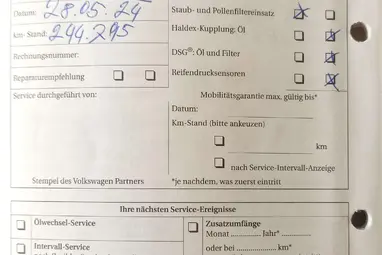 Datum: 28.05.24
Staub- und Pollenfiltereinsatz
km-Stand: 244.295
Haldex-Kupplung: Öl
Rechnungsnummer:
DSG®: Öl und Filter
Reparaturempfehlung
Reifendrucksensoren
Service durchgeführt von:
Mobilitätsgarantie max. gültig bis*
Datum:
Km-Stand (bitte ankeuzen)
km
nach Service-Intervall-Anzeige
Stempel des Volkswagen Partners
*je nachdem, was zuerst eintritt
Ihre nächsten Service-Ereignisse
Ölwechsel-Service
Zusatzumfänge
Monat .......... Jahr*....
Intervall-Service
oder bei .......... km*